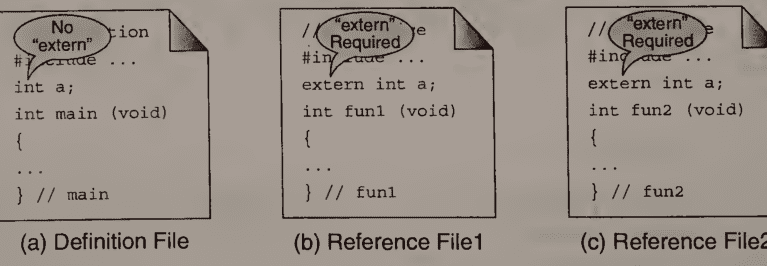 No
"extern"
int a;
int main (void)
{
...
} // main
(a) Definition File
"extern"
Required
//
...
extern int a;
int fun1 (void)
{
...
} // fun1
(b) Reference File1
"extern"
Required
//
...
extern int a;
int fun2 (void)
{
...
} // fun2
(c) Reference File2